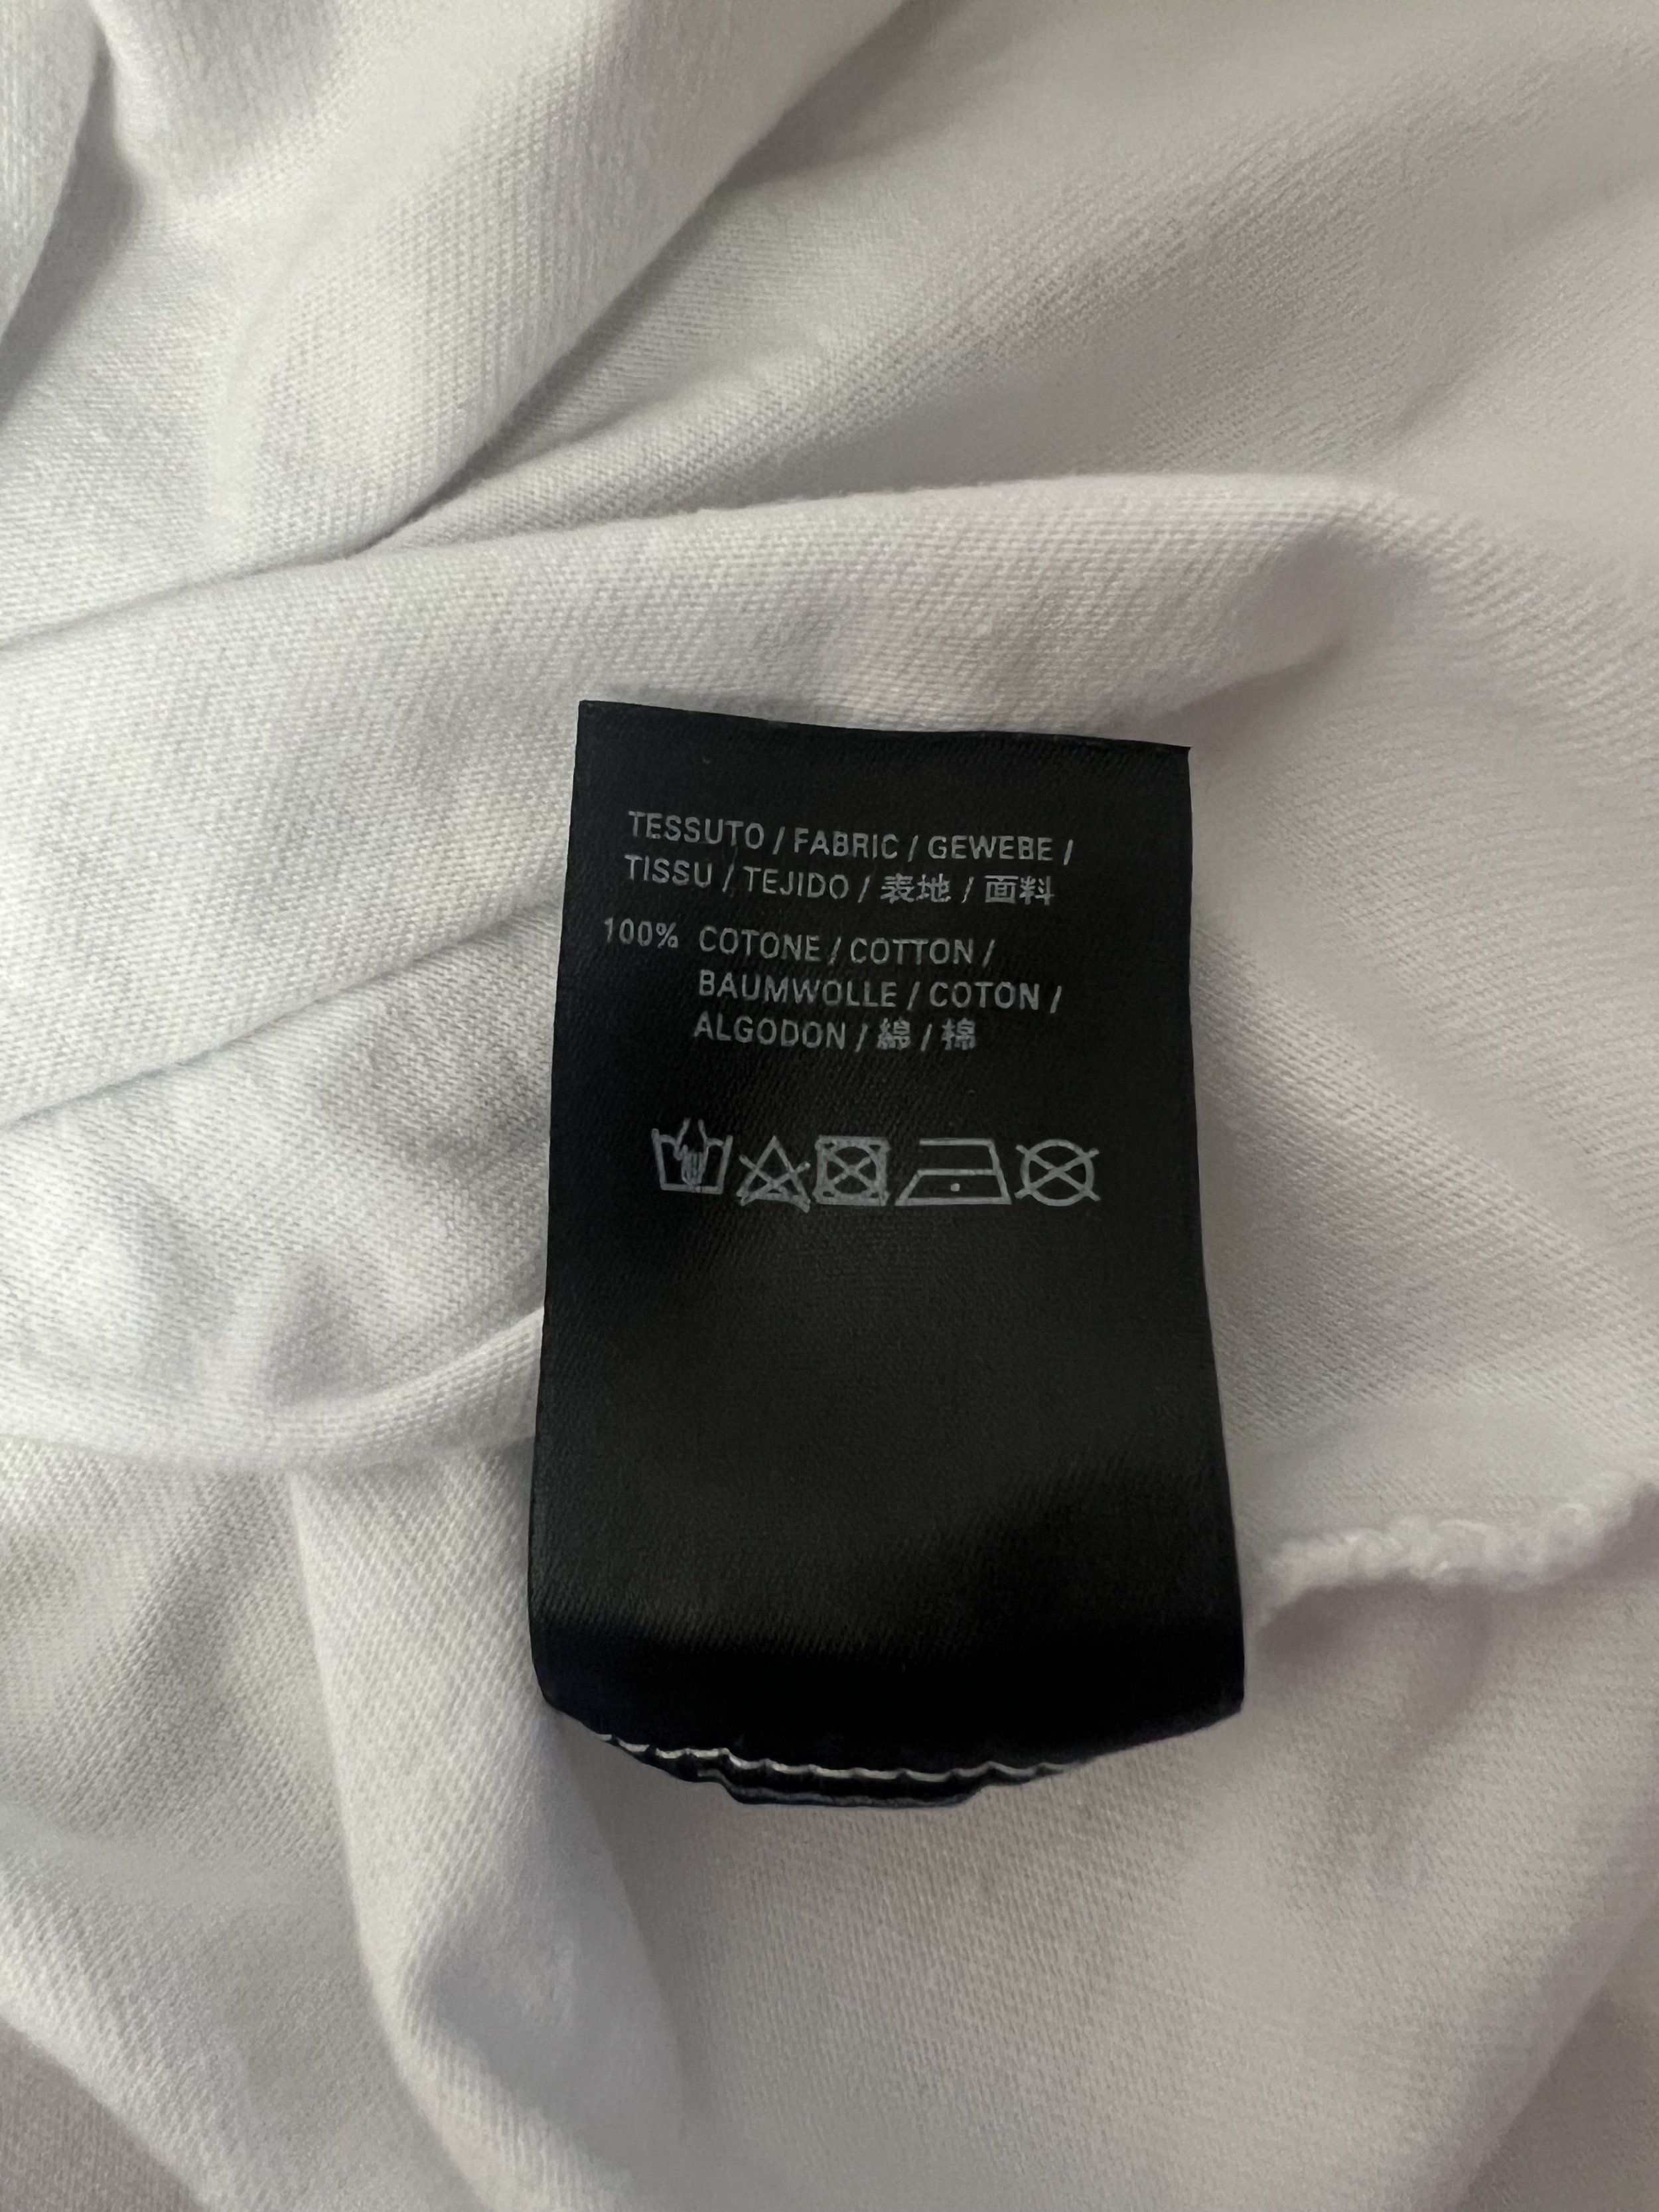 TESSUTO / FABRIC / GEWEBE /
TISSU / TEJIDO / 表地 / 面料
100% COTONE / COTTON /
BAUMWOLLE / COTON /
ALGODON / 綿 / 棉